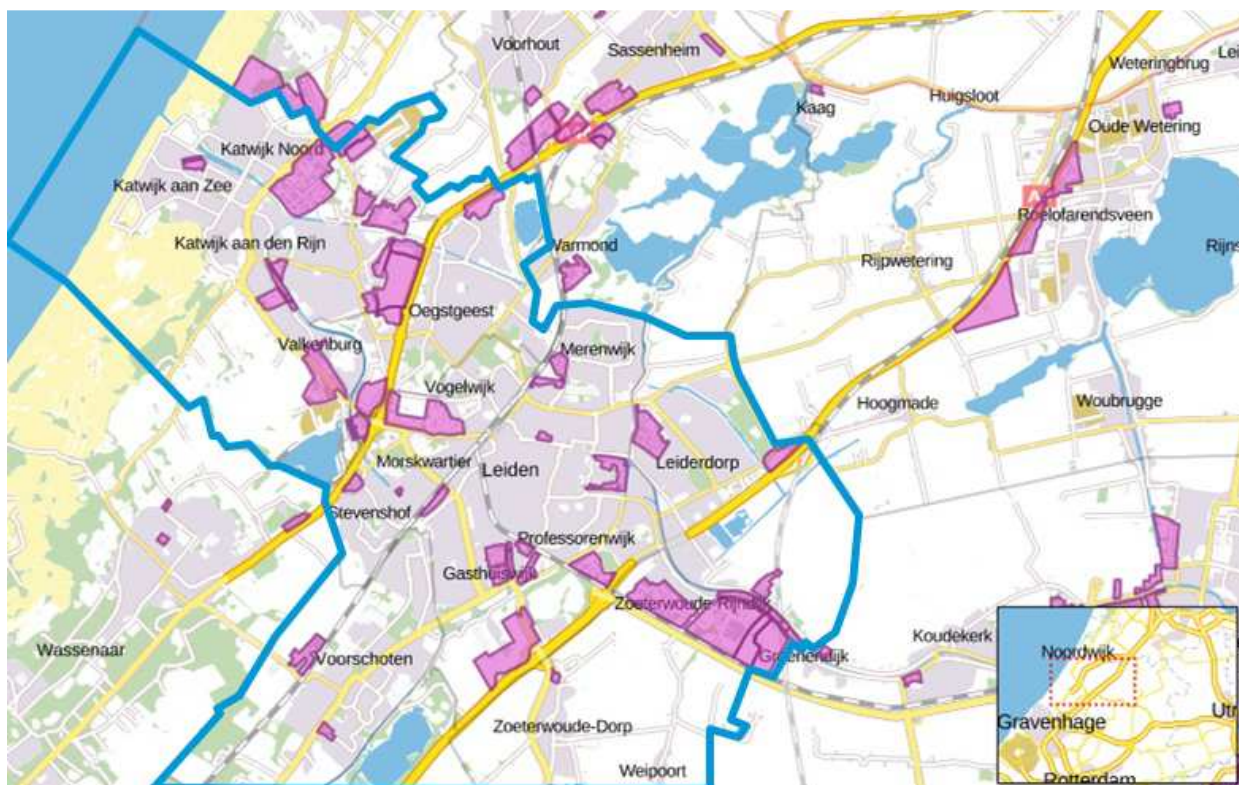 Voorhout
Sassenheim
Weteringbrug
Lei
Kaag
Huigsloot
Oude Wetering
Katwijk Noord
Katwijk aan Zee
Roelofarendsveen
Katwijk aan den Rijn
Warmond
Rijpwetering
Rijns
Oegstgeest
Valkenburg
Merenwijk
Vogelwijk
Hoogmade
Woubrugge
Morskwartier
Leiden
Leiderdorp
Stevenshof
Professorenwijk
Gasthuiswijk
Zoeterwoude-Rijndijk
Koudekerk
Wassenaar
Voorschoten
Groenendijk
Noordwijk
Gravenhage
Utr
Zoeterwoude-Dorp
Weipoort
Rotterdam